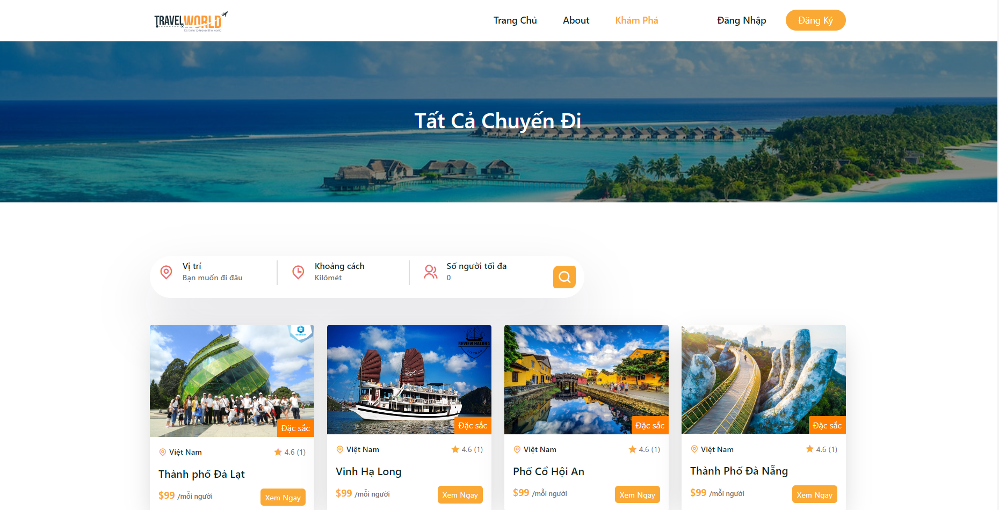 TRAVELWORLD
it's time to travel the world
Trang Chủ
About
Khám Phá
Đăng Nhập
Đăng Ký
Tất Cả Chuyến Đi
Vị trí
Bạn muốn đi đâu
Khoảng cách
Kilômét
Số người tối đa
0
Đặc sắc
Việt Nam
4.6 (1)
Thành phố Đà Lạt
$99 /mỗi người
Xem Ngay
REVIEW HALONG
VIETNAM
Đặc sắc
Việt Nam
4.6 (1)
Vinh Hạ Long
$99 /mỗi người
Xem Ngay
Đặc sắc
Việt Nam
4.6 (1)
Phố Cổ Hội An
$99 /mỗi người
Xem Ngay
Đặc sắc
Việt Nam
4.6 (1)
Thành Phố Đà Nẵng
$99 /mỗi người
Xem Ngay